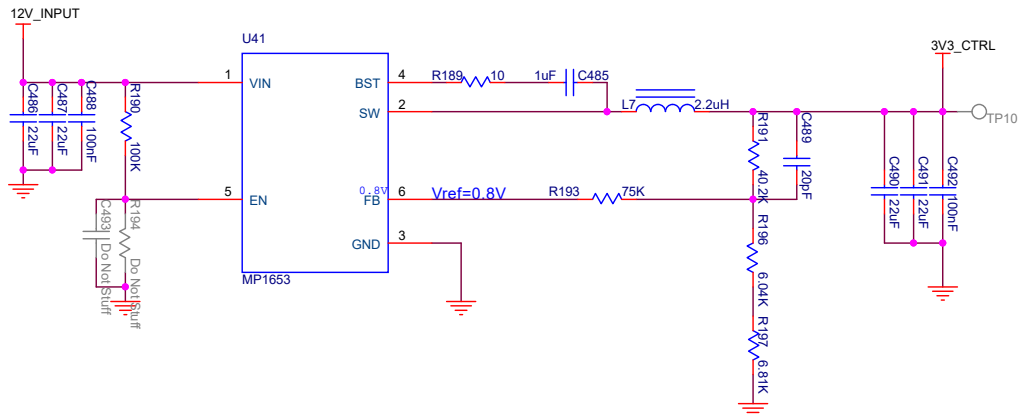 12V_INPUT
U41
3V3_CTRL
1
VIN
BST
4
R189
10
1uF
C485
C486
22uF
C487
22uF
C488
100nF
R190
100K
SW
2
L7
2.2uH
TP10
R191
40.2K
C489
20pF
5
EN
0.8V
FB
6
Vref=0.8V
R193
75K
C490
22uF
C491
22uF
C492
100nF
C493
Do Not Stuff
R194
Do Not Stuff
GND
3
R196
6.04K
MP1653
R197
6.81K